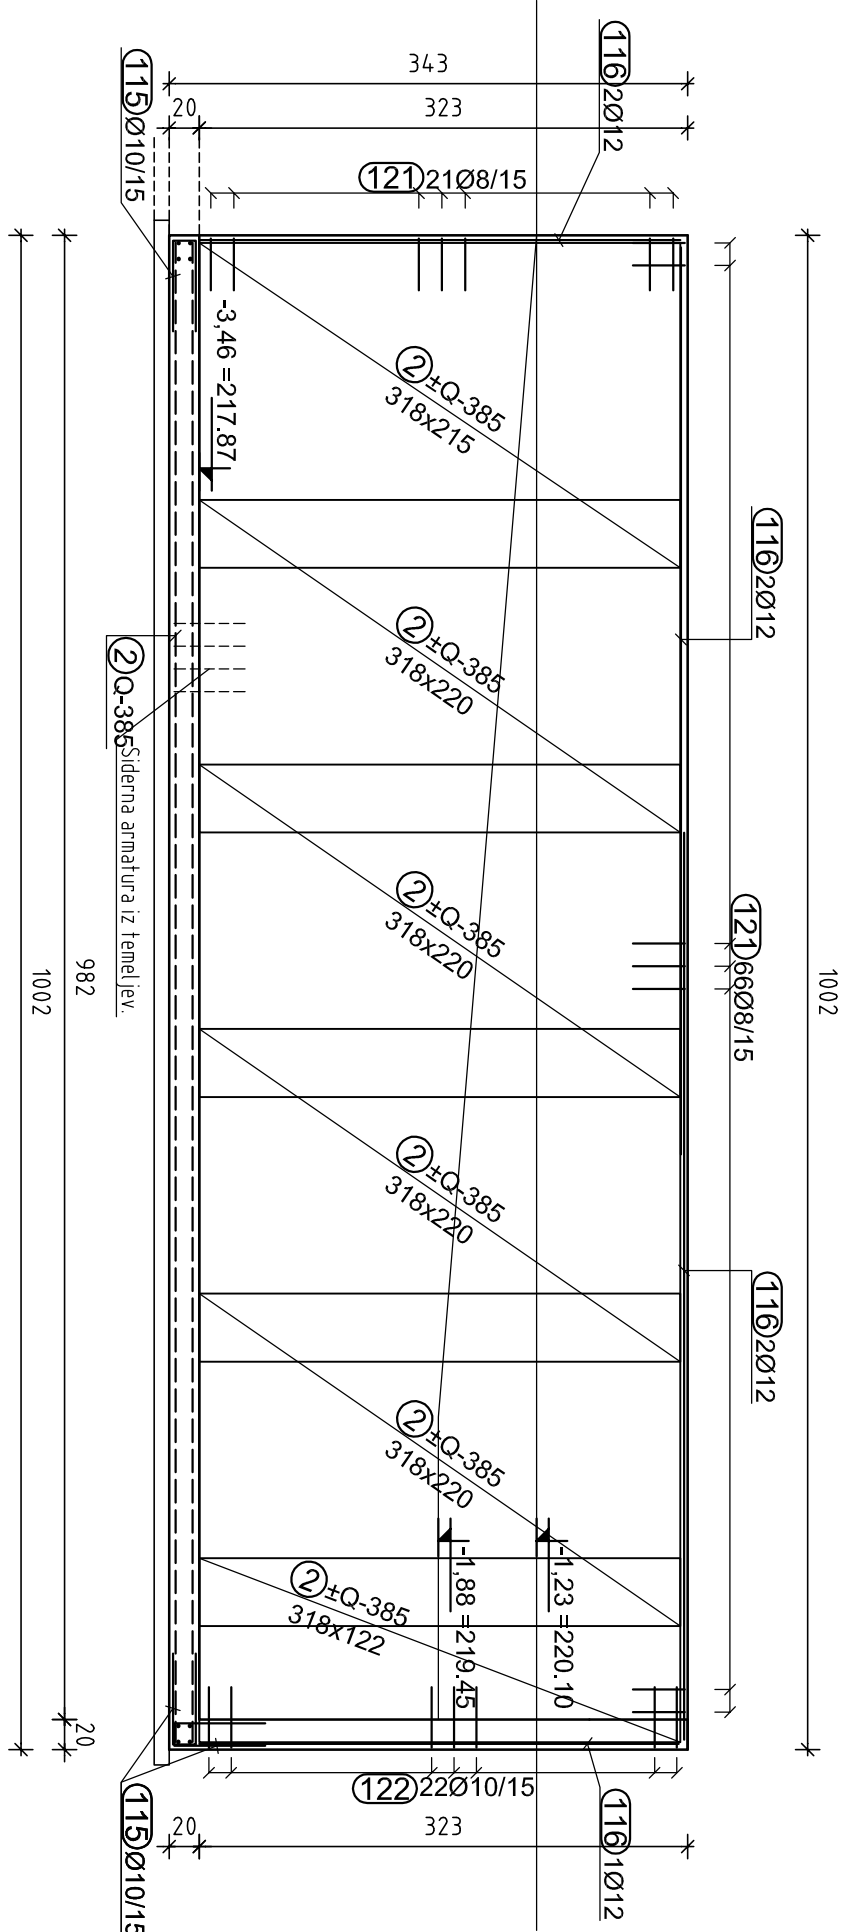 343
20
323
116 2Ø12
115 Ø10/15
121 21Ø8/15
-3,46 =217.87
2 ±Q-385
318x215
116 2Ø12
2 ±Q-385
318x220
2 Q-385
Siderna armatura iz temeljev.
2 ±Q-385
318x220
121 66Ø8/15
1002
982
1002
2 ±Q-385
318x220
116 2Ø12
2 ±Q-385
318x220
-1,88 =219.45
-1,23 =220.10
2 ±Q-385
318x122
20
122 22Ø10/15
115 Ø10/15
116 1Ø12
20
323